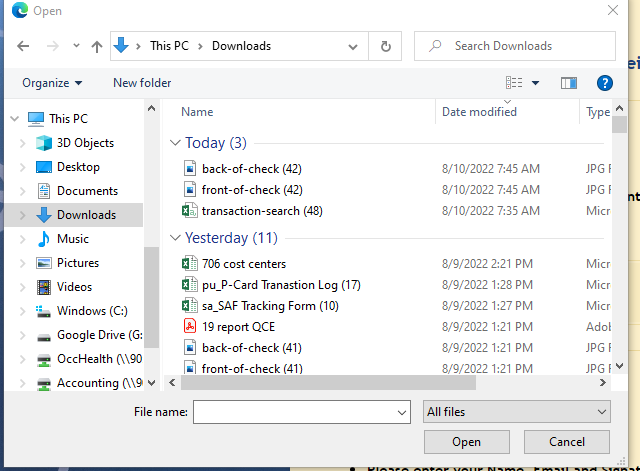 Open
This PC > Downloads
Search Downloads
Organize
New folder
This PC
3D Objects
Desktop
Documents
Downloads
Music
Pictures
Videos
Windows (C:)
Google Drive (G:
OccHealth (\\90
Accounting (\\90
Name
Date modified
Type
Today (3)
back-of-check (42) 8/10/2022 7:45 AM JPG F
front-of-check (42) 8/10/2022 7:45 AM JPG F
transaction-search (48) 8/10/2022 7:35 AM Micr
Yesterday (11)
706 cost centers 8/9/2022 2:21 PM Micr
pu_P-Card Transtion Log (17) 8/9/2022 1:28 PM Micr
sa_SAF Tracking Form (10) 8/9/2022 1:27 PM Micr
19 report QCE 8/9/2022 1:21 PM Adob
back-of-check (41) 8/9/2022 1:21 PM JPG F
front-of-check (41) 8/9/2022 1:21 PM JPG F
File name:
All files
Open
Cancel